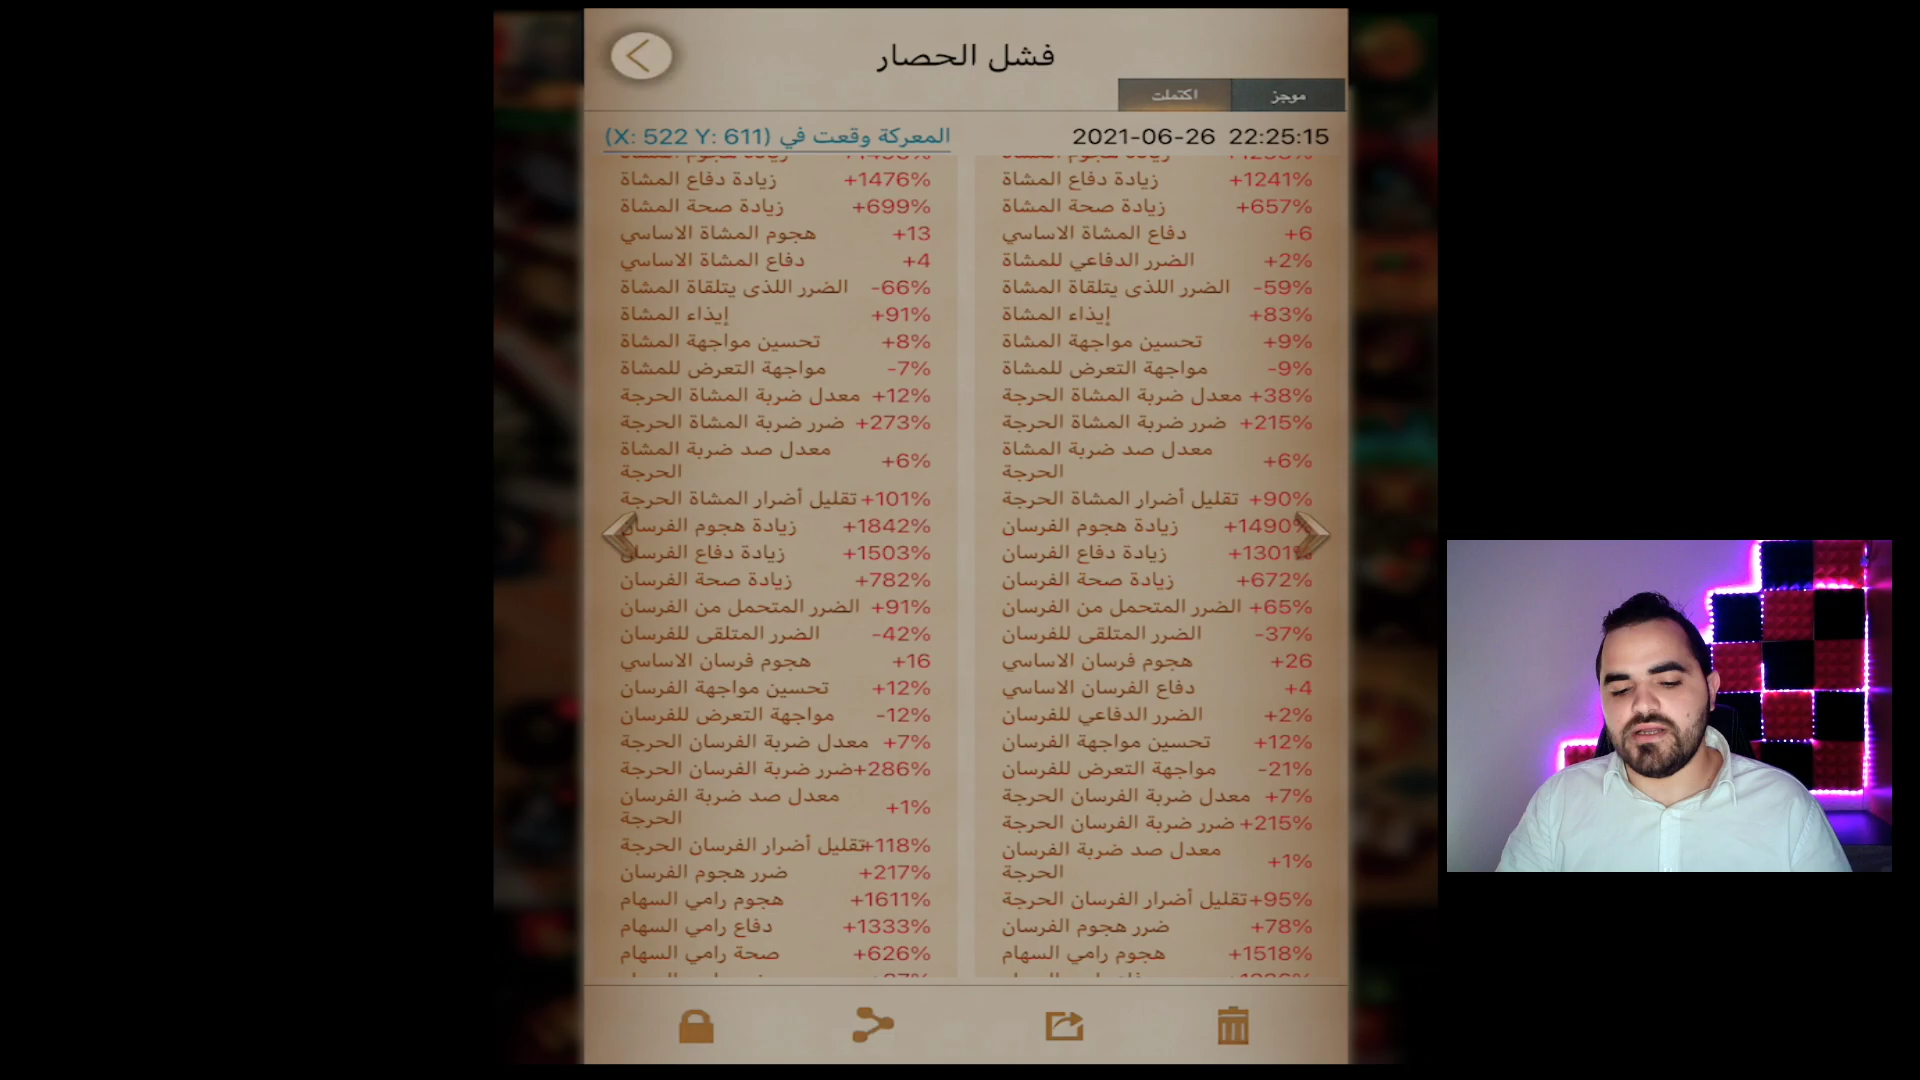 فشل الحصار
اكتملت
موجز
المعركة وقعت في (X: 522 Y: 611)
2021-06-26 22:25:15
زيادة دفاع المشاة +1476%
زيادة صحة المشاة +699%
هجوم المشاة الاساسي +13
دفاع المشاة الاساسي +4
الضرر اللذى يتلقاة المشاة -66%
إيذاء المشاة +91%
تحسين مواجهة المشاة +8%
مواجهة التعرض للمشاة -7%
معدل ضربة المشاة الحرجة +12%
ضرر ضربة المشاة الحرجة +273%
معدل صد ضربة المشاة
الحرجة +6%
تقليل أضرار المشاة الحرجة +101%
زيادة هجوم الفرسان +1842%
زيادة دفاع الفرسان +1503%
زيادة صحة الفرسان +782%
الضرر المتحمل من الفرسان +91%
الضرر المتلقى للفرسان -42%
هجوم فرسان الاساسي +16
تحسين مواجهة الفرسان +12%
مواجهة التعرض للفرسان -12%
معدل ضربة الفرسان الحرجة +7%
ضرر ضربة الفرسان الحرجة +286%
معدل صد ضربة الفرسان
الحرجة +1%
تقليل أضرار الفرسان الحرجة +118%
ضرر هجوم الفرسان +217%
هجوم رامي السهام +1611%
دفاع رامي السهام +1333%
صحة رامي السهام +626%
زيادة دفاع المشاة +1241%
زيادة صحة المشاة +657%
دفاع المشاة الاساسي +6
الضرر الدفاعي للمشاة +2%
الضرر اللذى يتلقاة المشاة -59%
إيذاء المشاة +83%
تحسين مواجهة المشاة +9%
مواجهة التعرض للمشاة -9%
معدل ضربة المشاة الحرجة +38%
ضرر ضربة المشاة الحرجة +215%
معدل صد ضربة المشاة
الحرجة +6%
تقليل أضرار المشاة الحرجة +90%
زيادة هجوم الفرسان +1490%
زيادة دفاع الفرسان +1301%
زيادة صحة الفرسان +672%
الضرر المتحمل من الفرسان +65%
الضرر المتلقى للفرسان -37%
هجوم فرسان الاساسي +26
دفاع الفرسان الاساسي +4
الضرر الدفاعي للفرسان +2%
تحسين مواجهة الفرسان +12%
مواجهة التعرض للفرسان -21%
معدل ضربة الفرسان الحرجة +7%
ضرر ضربة الفرسان الحرجة +215%
معدل صد ضربة الفرسان
الحرجة +1%
تقليل أضرار الفرسان الحرجة +95%
ضرر هجوم الفرسان +78%
هجوم رامي السهام +1518%